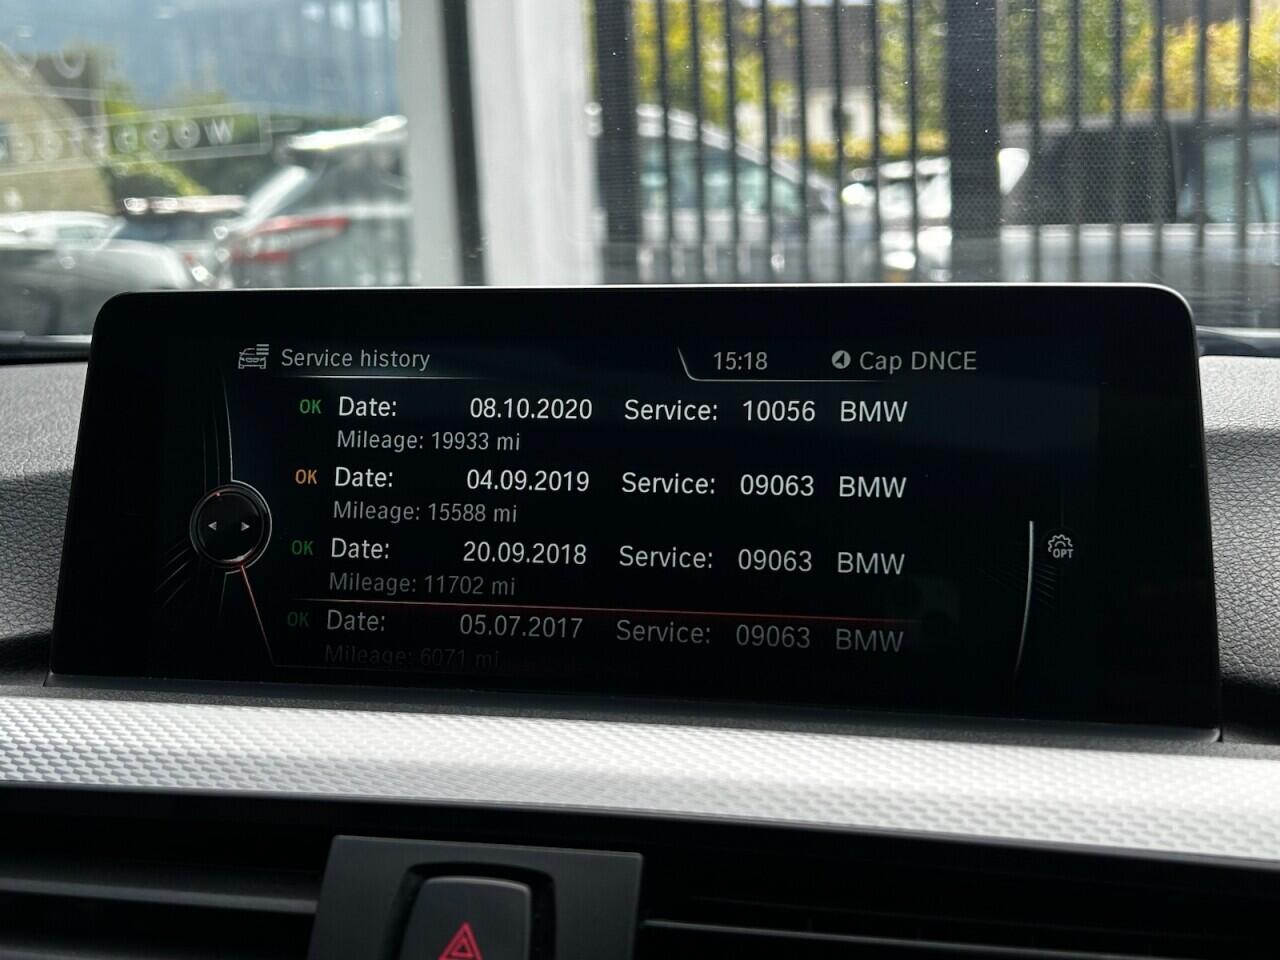 Service history 15:18 Cap DNCE
OK Date: 08.10.2020 Service: 10056 BMW
Mileage: 19933 mi
OK Date: 04.09.2019 Service: 09063 BMW
Mileage: 15588 mi
OK Date: 20.09.2018 Service: 09063 BMW
Mileage: 11702 mi
OPT
OK Date: 05.07.2017 Service: 09063 BMW
Mileage: 6071 mi